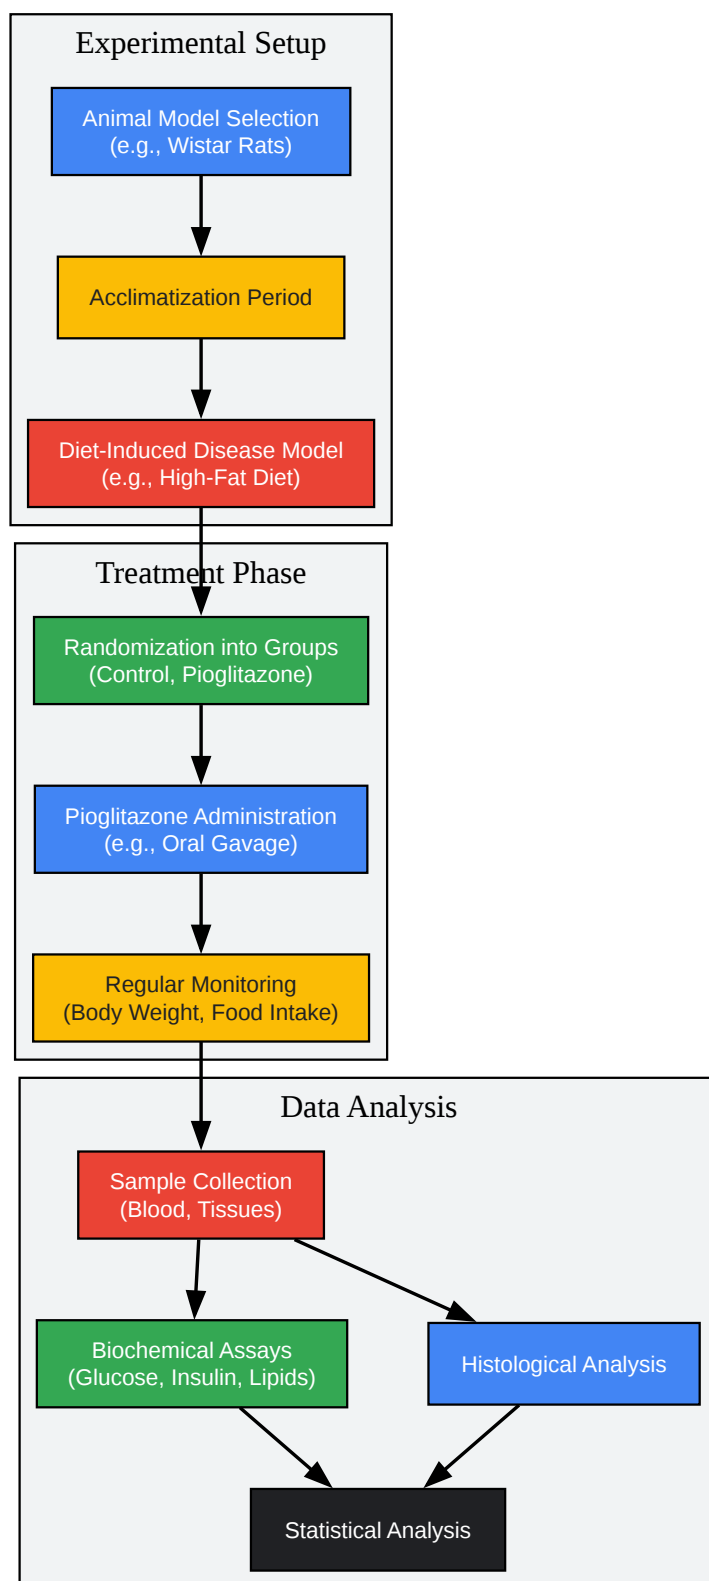 Experimental Setup
Animal Model Selection
(e.g., Wistar Rats)
Acclimatization Period
Diet-Induced Disease Model
(e.g., High-Fat Diet)
Treatment Phase
Randomization into Groups
(Control, Pioglitazone)
Pioglitazone Administration
(e.g., Oral Gavage)
Regular Monitoring
(Body Weight, Food Intake)
Data Analysis
Sample Collection
(Blood, Tissues)
Biochemical Assays
(Glucose, Insulin, Lipids)
Histological Analysis
Statistical Analysis